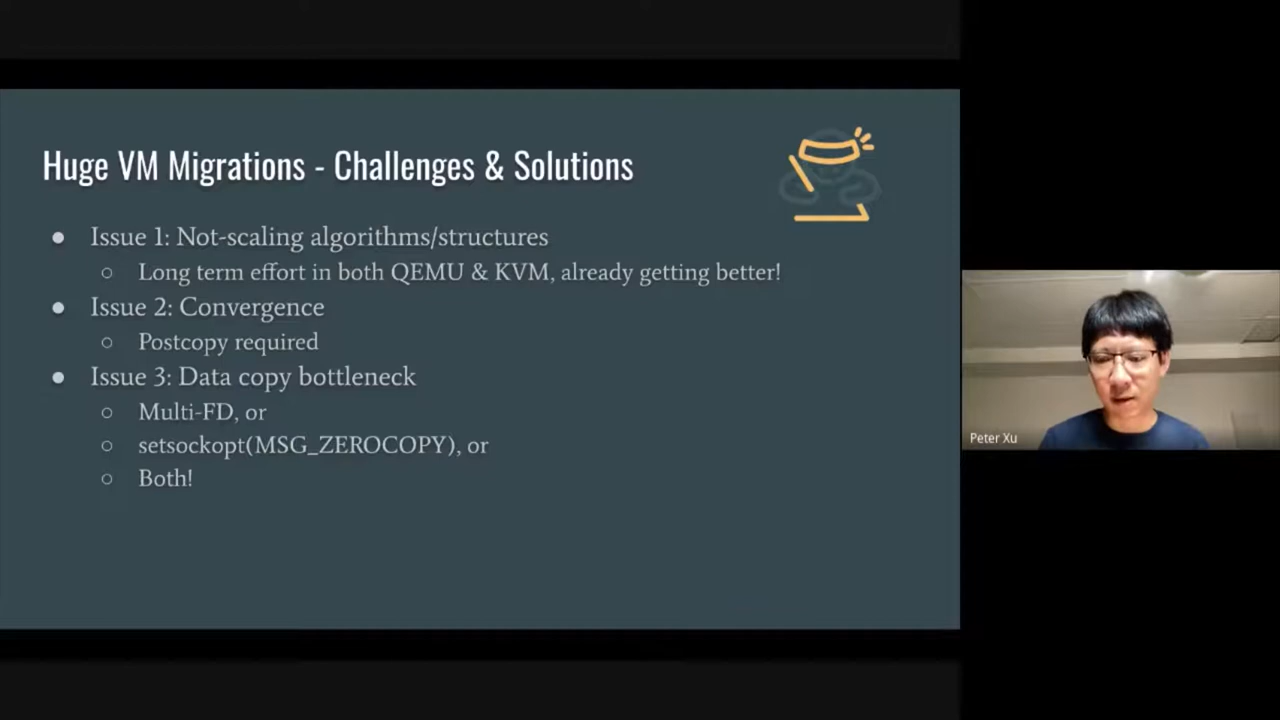 Huge VM Migrations - Challenges & Solutions
● Issue 1: Not-scaling algorithms/structures
○ Long term effort in both QEMU & KVM, already getting better!
● Issue 2: Convergence
○ Postcopy required
● Issue 3: Data copy bottleneck
○ Multi-FD, or
○ setsockopt(MSG_ZEROCOPY), or
○ Both!
Peter Xu